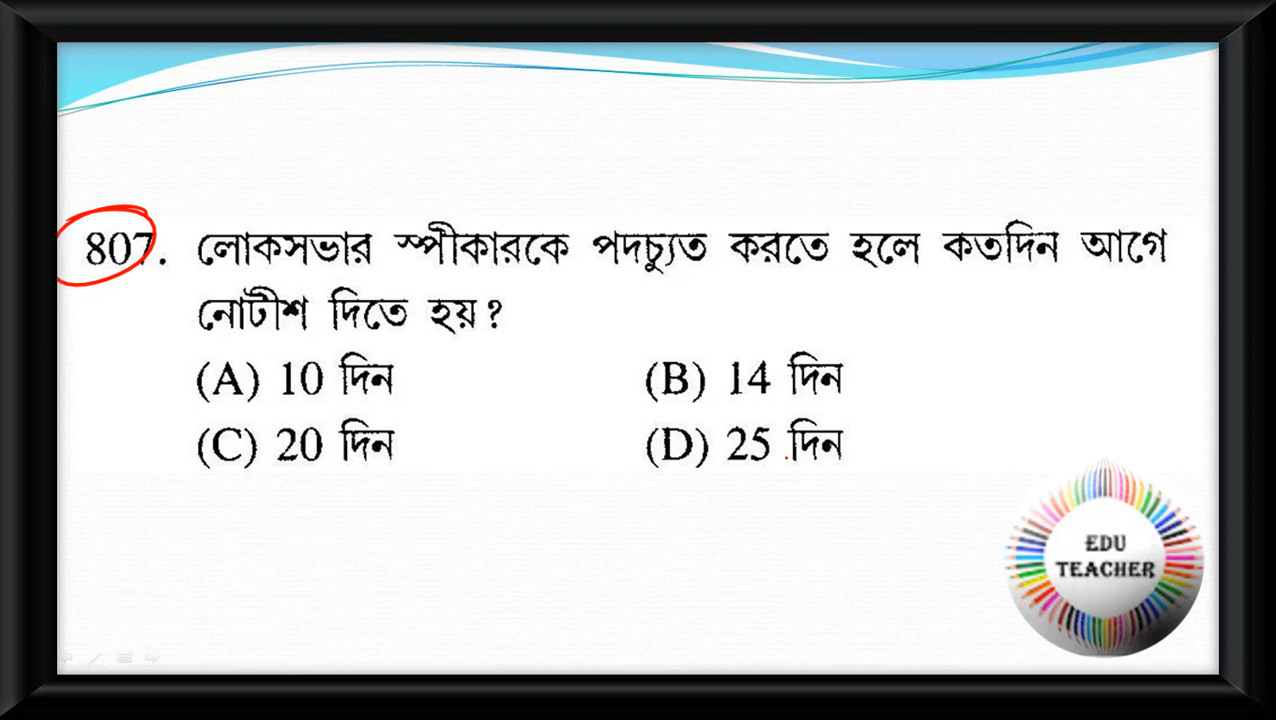 807. লোকসভার স্পীকারকে পদচ্যুত করতে হলে কতদিন আগে
নোটীশ দিতে হয়?
(A) 10 দিন (B) 14 দিন
(C) 20 দিন (D) 25 দিন
EDU
TEACHER